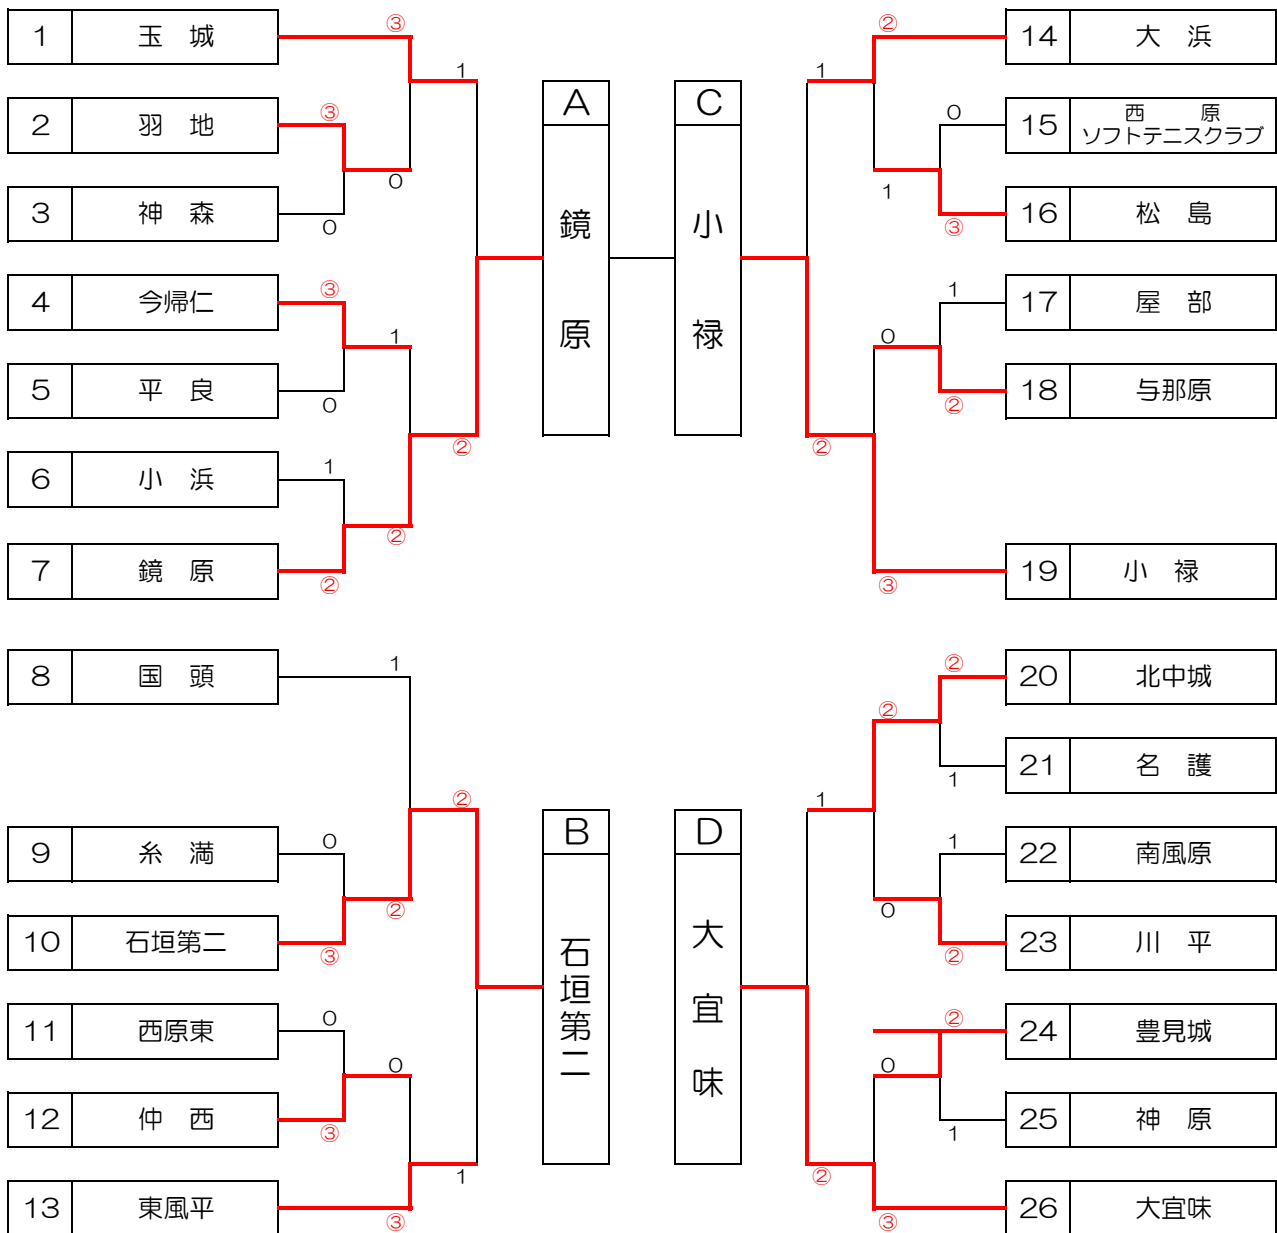 1 玉 城
2 羽 地
3 神 森
4 今帰仁
5 平 良
6 小 浜
7 鏡 原
③
③
0
0
③
0
1
1
②
②
1
②
A
鏡原
C
小禄
14 大 浜
15 西 原
ソフトテニスクラブ
16 松 島
17 屋 部
18 与那原
19 小 禄
②
1
0
1
③
1
0
②
②
③
8 国 頭
9 糸 満
10 石垣第二
11 西原東
12 仲 西
13 東風平
1
②
0
②
③
0
0
③
1
③
B
石垣第二
D
大宜味
20 北中城
21 名 護
22 南風原
23 川 平
24 豊見城
25 神 原
26 大宜味
②
②
1
1
1
0
②
②
0
1
②
③